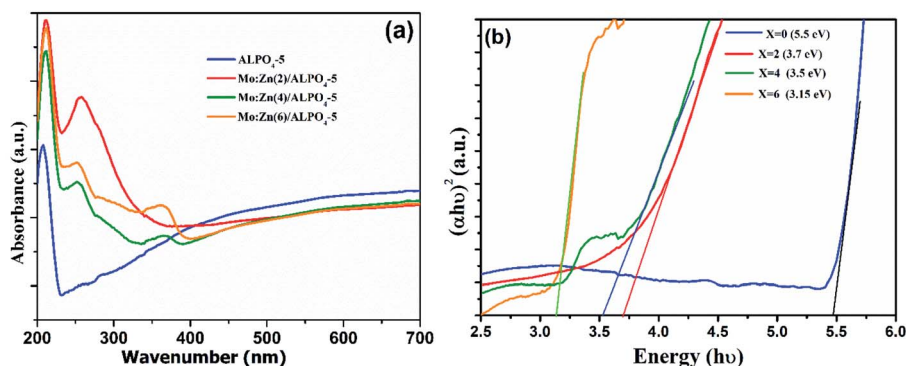 (a)
ALPO₄-5
Mo:Zn(2)/ALPO₄-5
Mo:Zn(4)/ALPO₄-5
Mo:Zn(6)/ALPO₄-5
Absorbance (a.u.)
200 300 400 500 600 700
Wavenumber (nm)
(b)
X=0 (5.5 eV)
X=2 (3.7 eV)
X=4 (3.5 eV)
X=6 (3.15 eV)
(αhυ)² (a.u.)
2.5 3.0 3.5 4.0 4.5 5.0 5.5 6.0
Energy (hυ)